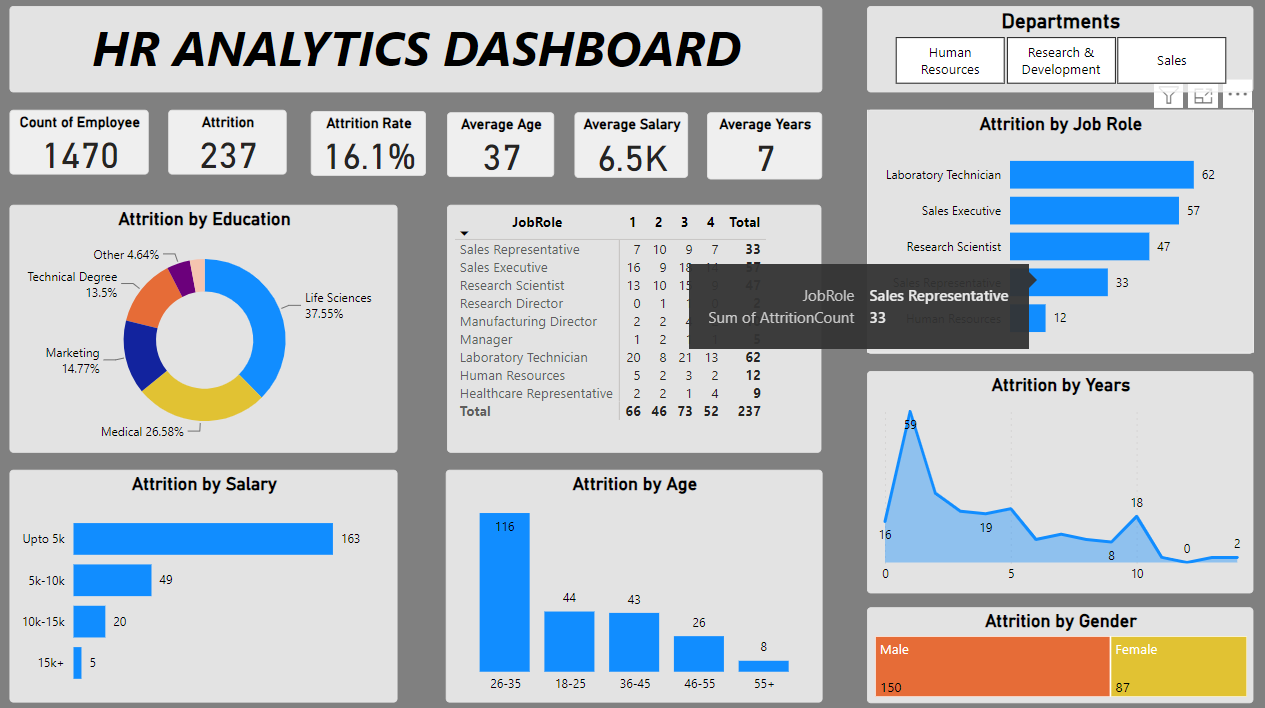 HR ANALYTICS DASHBOARD
Departments
Human
Resources
Research &
Development
Sales
Count of Employee
1470
Attrition
237
Attrition Rate
16.1%
Average Age
37
Average Salary
6.5K
Average Years
7
Attrition by Education
Other 4.64%
Technical Degree
13.5%
Life Sciences
37.55%
Marketing
14.77%
Medical 26.58%
JobRole 1 2 3 4 Total
Sales Representative 7 10 9 7 33
Sales Executive 16 9 18 14 57
Research Scientist 13 10 15 9 47
Research Director 0 1 1 2
Manufacturing Director 2 2 4
Manager 1 2 1 5
Laboratory Technician 20 8 21 13 62
Human Resources 5 2 3 2 12
Healthcare Representative 2 2 1 4 9
Total 66 46 73 52 237
Attrition by Job Role
Laboratory Technician 62
Sales Executive 57
Research Scientist 47
Sales Representative 33
Human Resources 12
JobRole Sales Representative
Sum of AttritionCount 33
Attrition by Salary
Upto 5k 163
5k-10k 49
10k-15k 20
15k+ 5
Attrition by Age
116
44
43
26
8
26-35 18-25 36-45 46-55 55+
Attrition by Years
59
16
19
8
18
0
2
0 5 10
Attrition by Gender
Male
150
Female
87